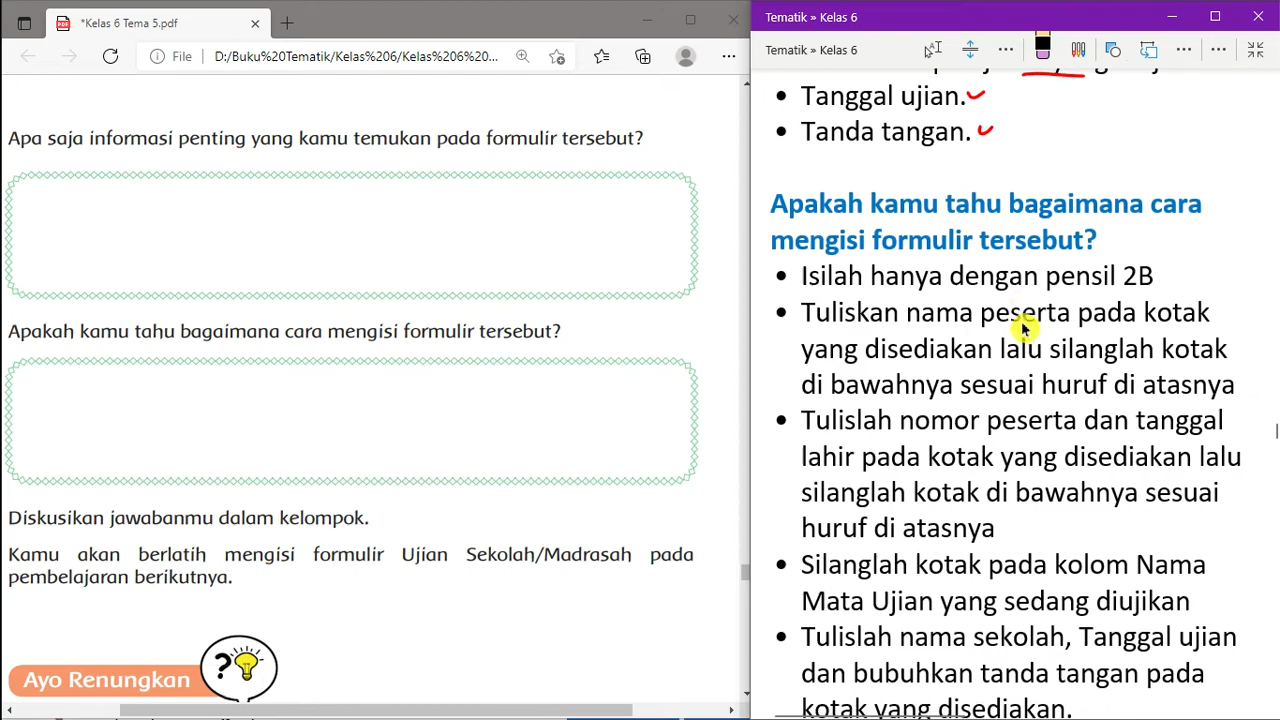 *Kelas 6 Tema 5.pdf
File
D:/Buku%20Tematik/Kelas%206/Kelas%206%20...
Apa saja informasi penting yang kamu temukan pada formulir tersebut?
Apakah kamu tahu bagaimana cara mengisi formulir tersebut?
Diskusikan jawabanmu dalam kelompok.
Kamu akan berlatih mengisi formulir Ujian Sekolah/Madrasah pada
pembelajaran berikutnya.
Ayo Renungkan
?
Tematik » Kelas 6
Tematik » Kelas 6
• Tanggal ujian.
• Tanda tangan.
Apakah kamu tahu bagaimana cara
mengisi formulir tersebut?
• Isilah hanya dengan pensil 2B
• Tuliskan nama peserta pada kotak
yang disediakan lalu silanglah kotak
di bawahnya sesuai huruf di atasnya
• Tulislah nomor peserta dan tanggal
lahir pada kotak yang disediakan lalu
silanglah kotak di bawahnya sesuai
huruf di atasnya
• Silanglah kotak pada kolom Nama
Mata Ujian yang sedang diujikan
• Tulislah nama sekolah, Tanggal ujian
dan bubuhkan tanda tangan pada
kotak yang disediakan.